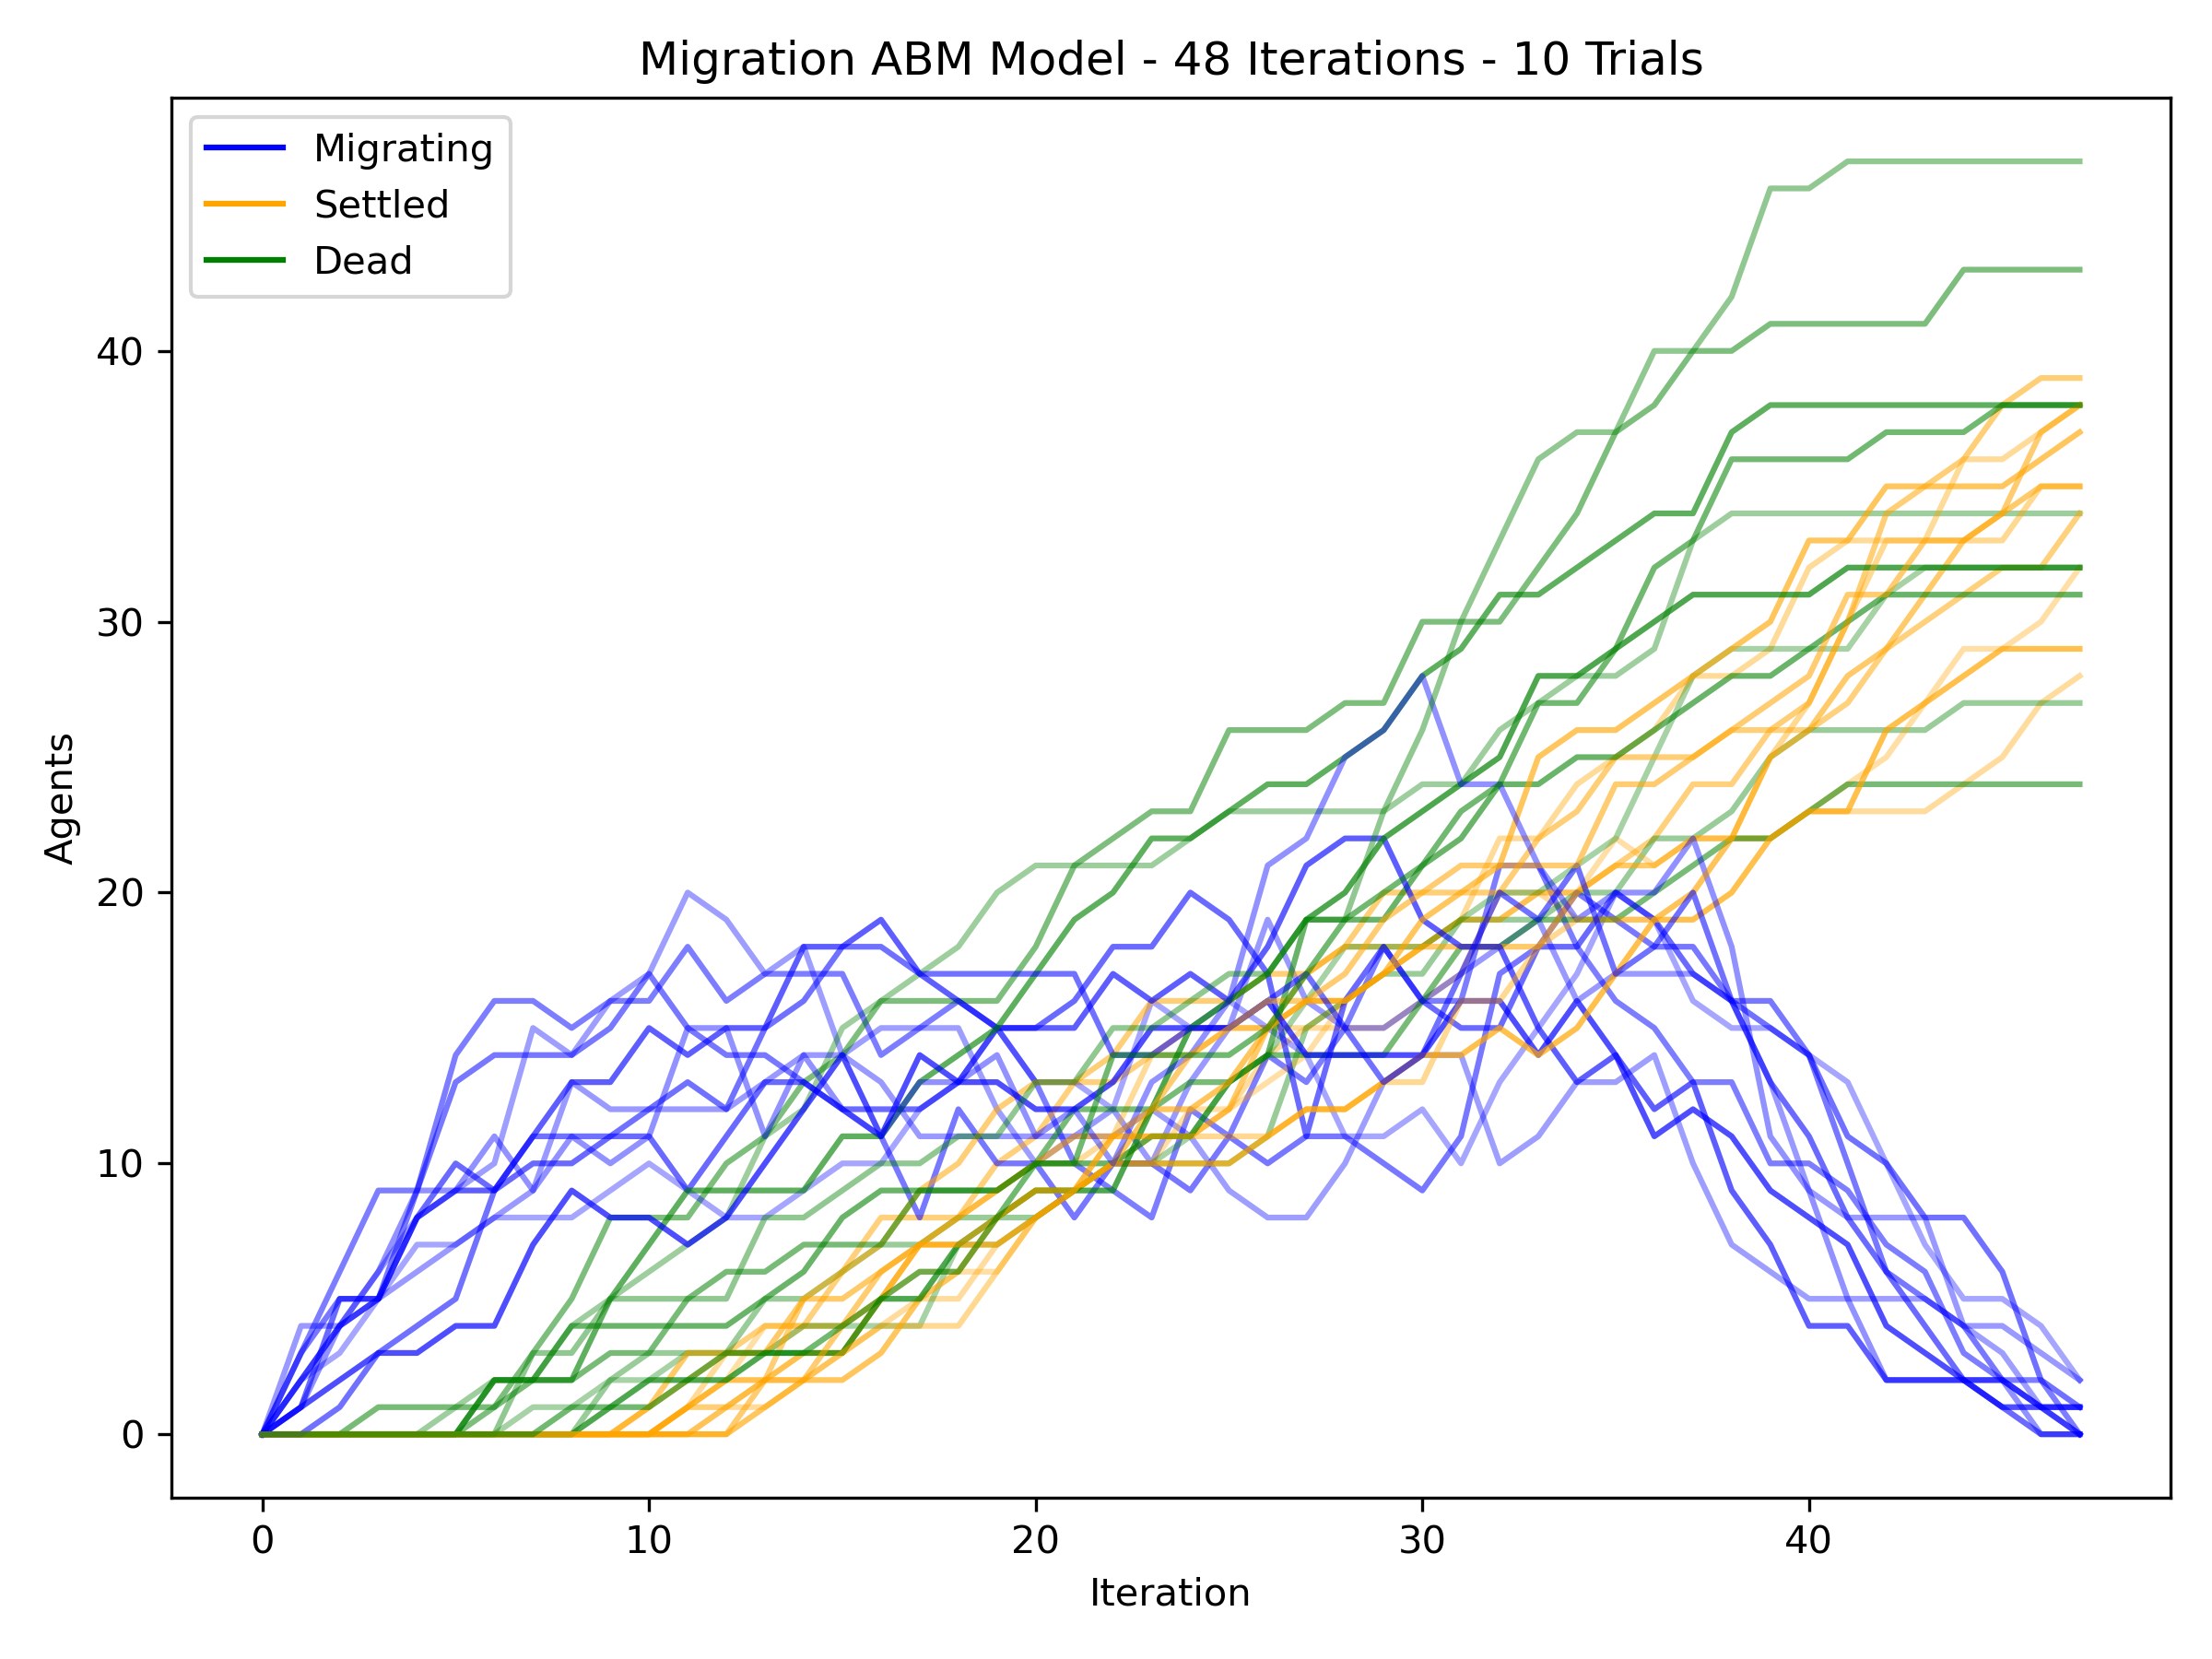 Migration ABM Model - 48 Iterations - 10 Trials
Migrating
Settled
Dead
40
30
20
10
0
Agents
0 10 20 30 40
Iteration